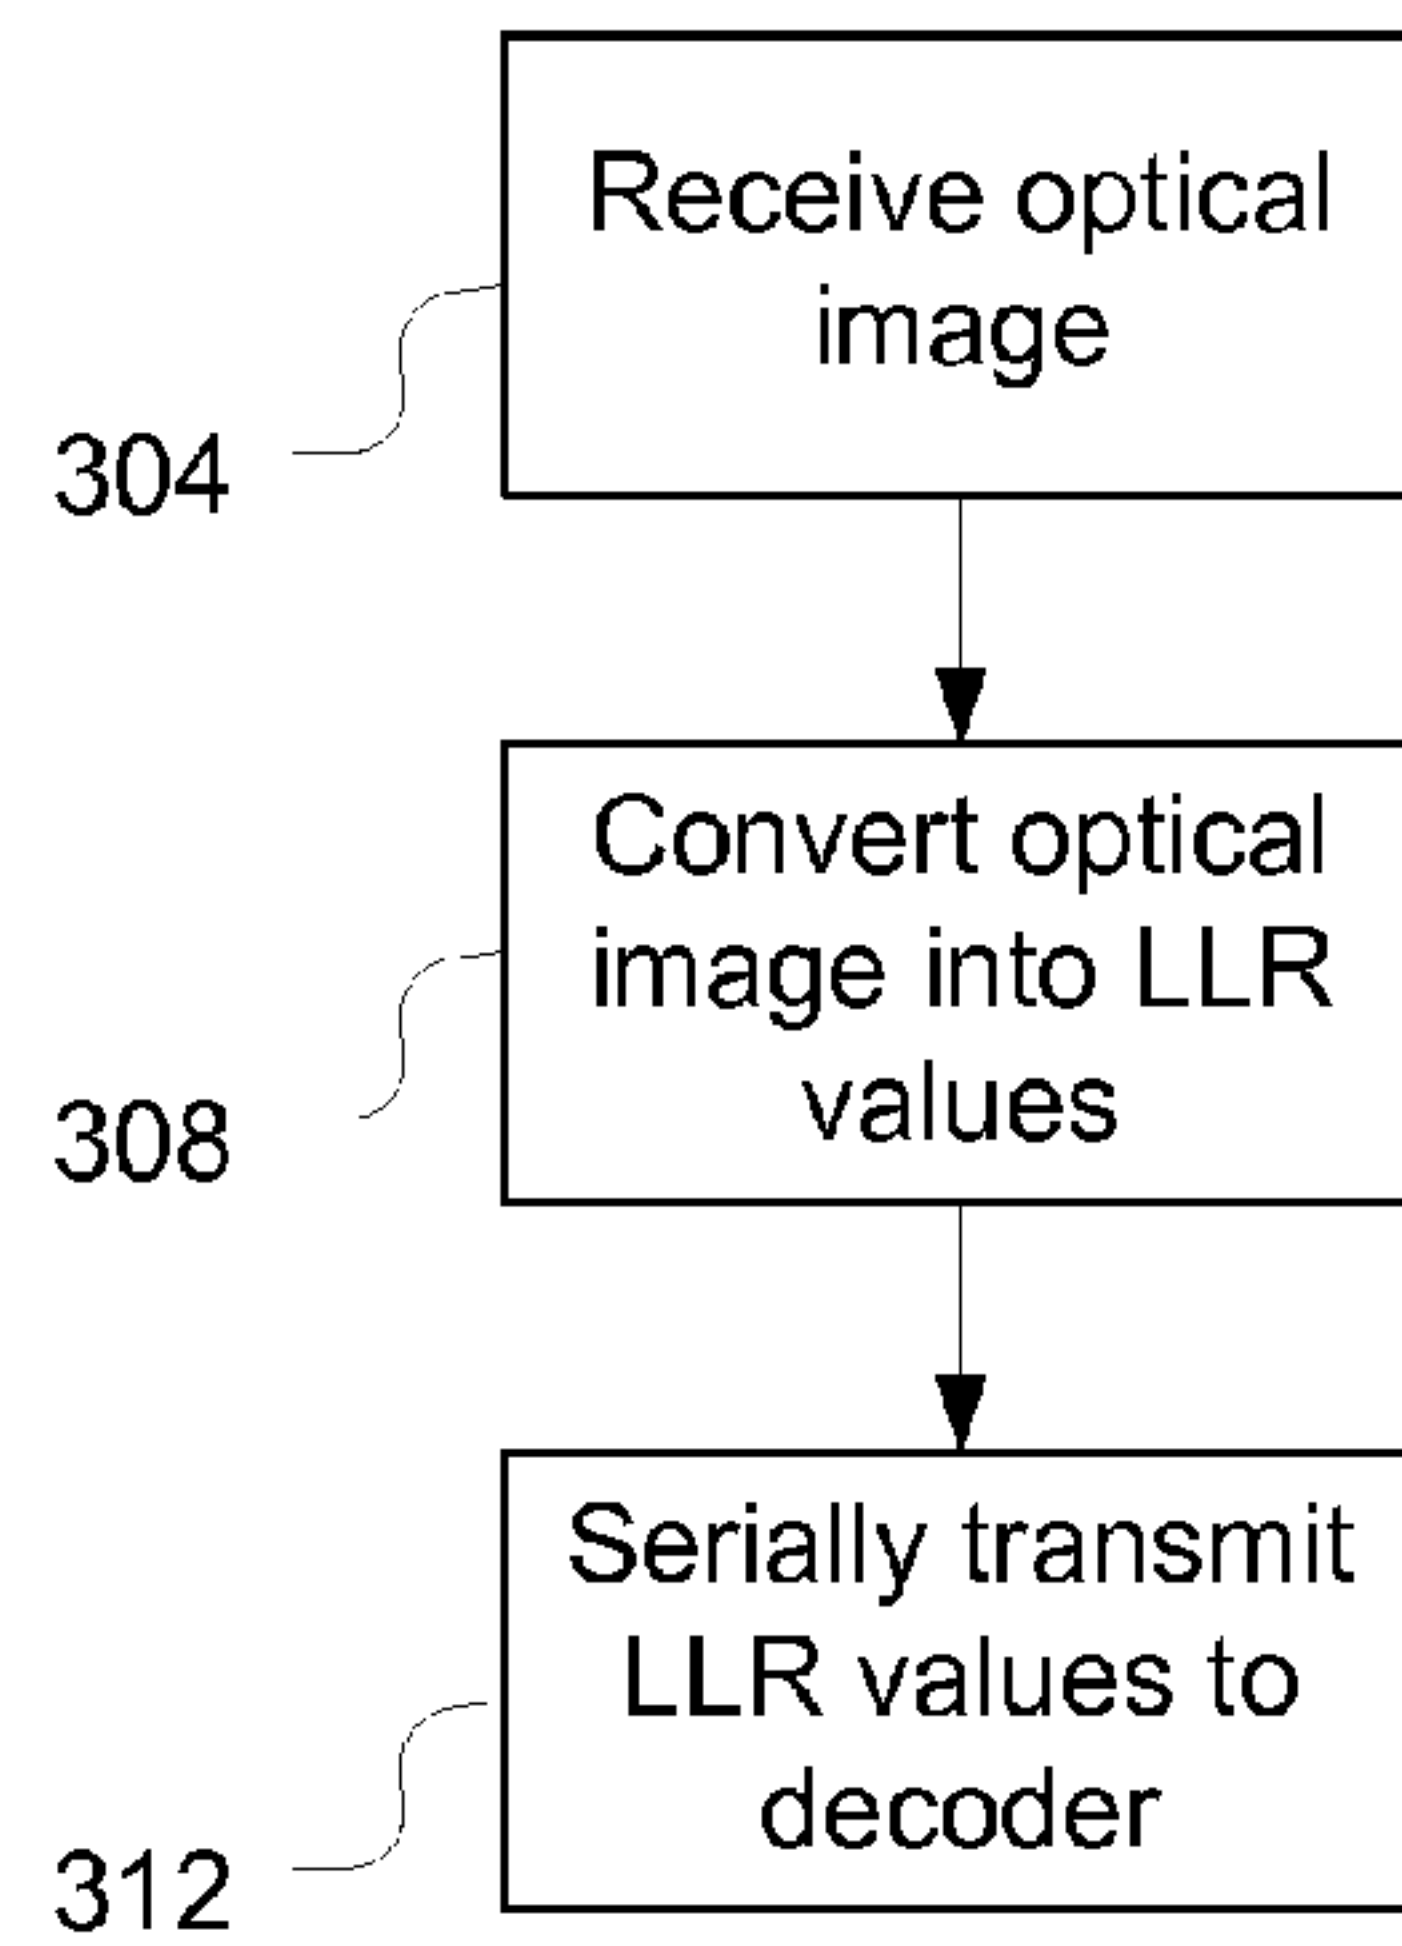 Receive optical
image
304
Convert optical
image into LLR
values
308
Serially transmit
LLR values to
decoder
312